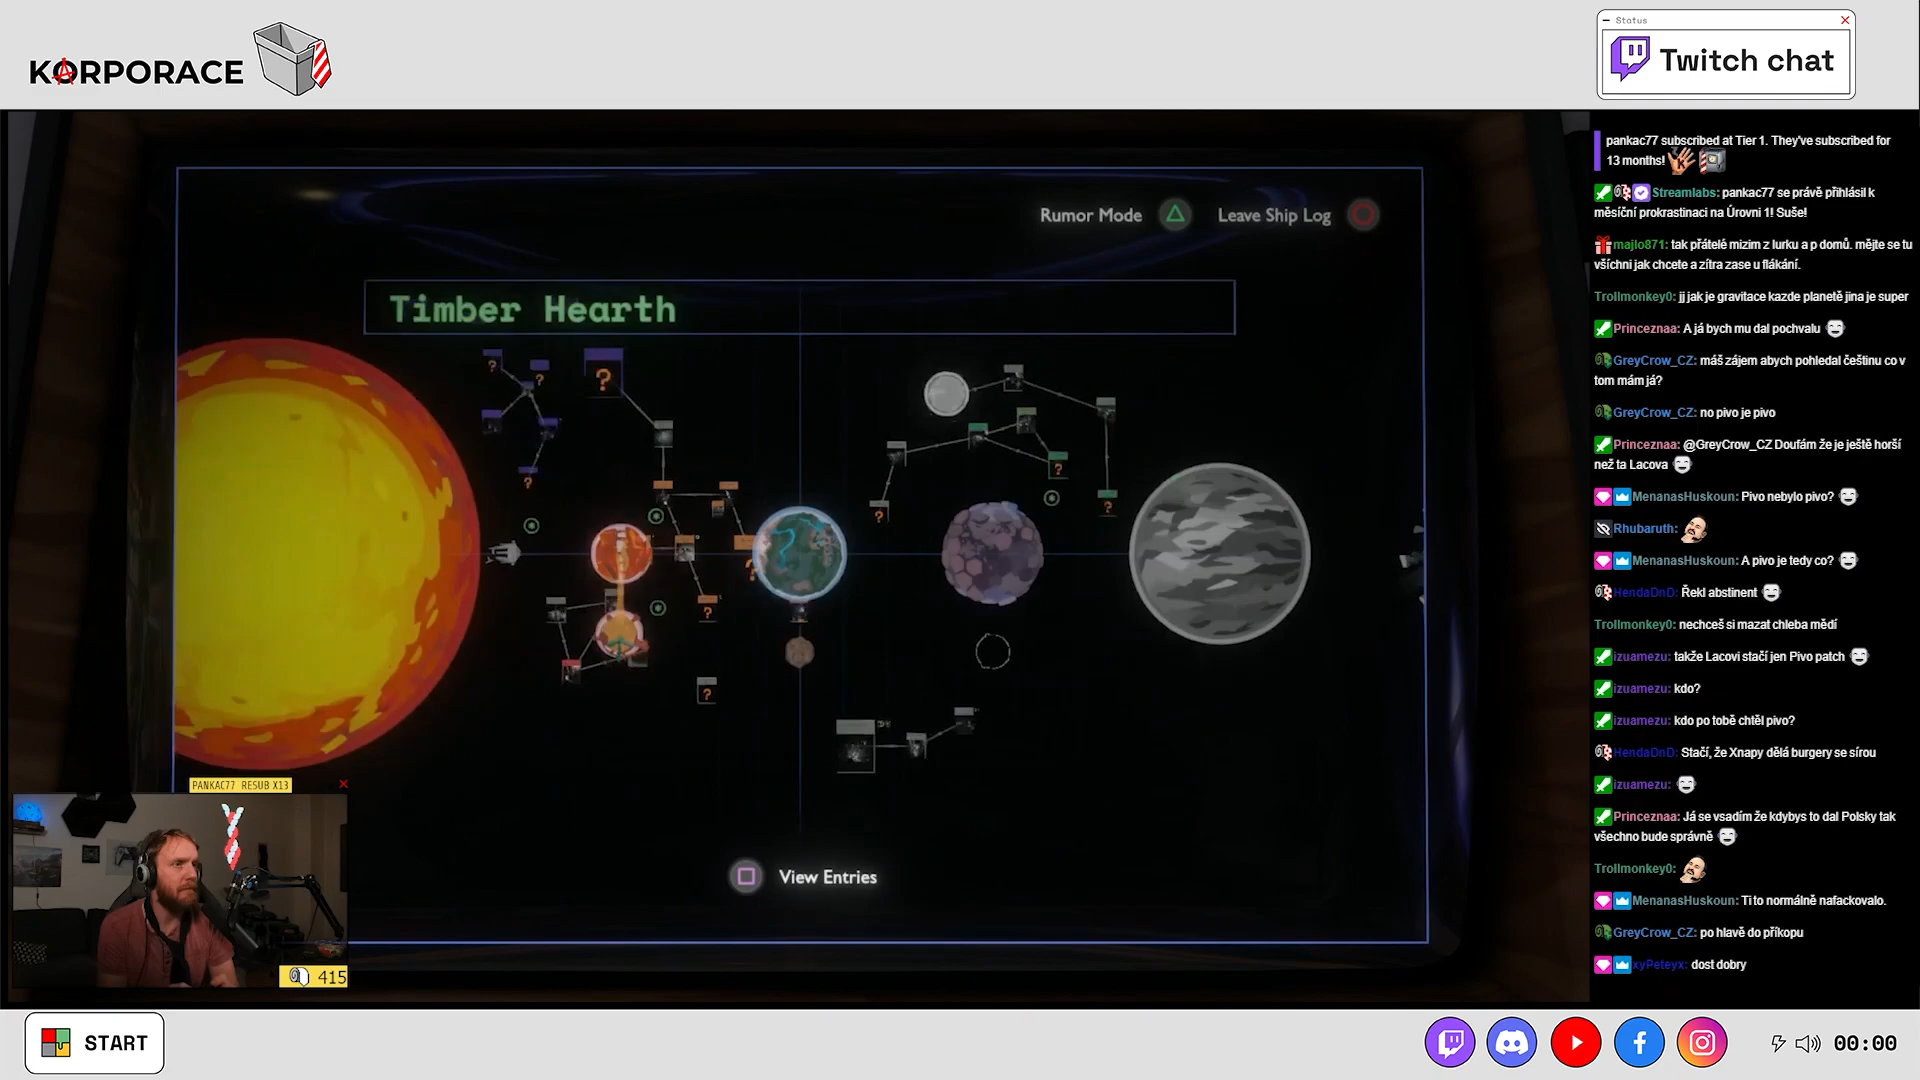 KORPORACE
Status
Twitch chat
Rumor Mode
Leave Ship Log
Timber Hearth
View Entries
PANKAC77 RESUB X13
415
pankac77 subscribed at Tier 1. They've subscribed for
13 months!
Streamlabs: pankac77 se právě přihlásil k
měsíční prokrastinaci na Úrovni 1! Suše!
majlo871: tak přátelé mizim z lurku a p domů. mějte se tu
všichni jak chcete a zítra zase u flákání.
Trollmonkey0: jj jak je gravitace kazde planetě jina je super
Princeznaa: A já bych mu dal pochvalu
GreyCrow_CZ: máš zájem abych pohledal češtinu co v
tom mám já?
GreyCrow_CZ: no pivo je pivo
Princeznaa: @GreyCrow_CZ Doufám že je ještě horší
než ta Lacova
MenanasHuskoun: Pivo nebylo pivo?
Rhubaruth:
MenanasHuskoun: A pivo je tedy co?
HendaDnD: Řekl abstinent
Trollmonkey0: nechceš si mazat chleba mědí
izuamezu: takže Lacovi stačí jen Pivo patch
izuamezu: kdo?
izuamezu: kdo po tobě chtěl pivo?
HendaDnD: Stačí, že Xnapy dělá burgery se sírou
izuamezu:
Princeznaa: Já se vsadím že kdybys to dal Polsky tak
všechno bude správně
Trollmonkey0:
MenanasHuskoun: Ti to normálně nafackovalo.
GreyCrow_CZ: po hlavě do příkopu
xyPeteyx: dost dobry
START
00:00